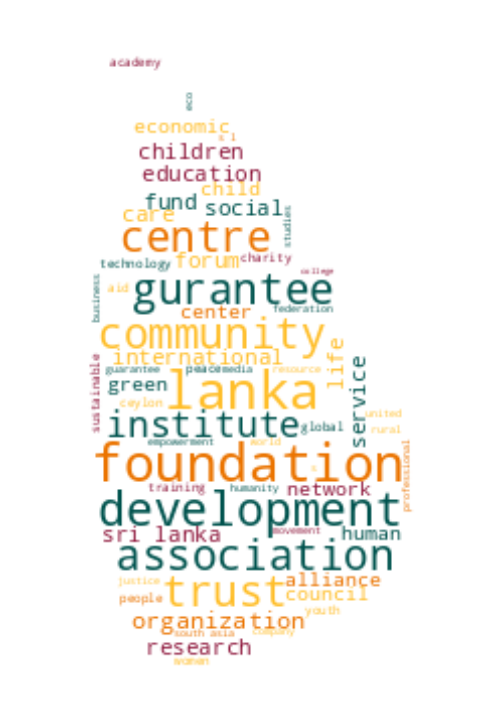 academy
eco
economic
s l
children
education
child
fund
social
care
studies
centre
technology
forum
charity
college
business
aid
gurantee
center
federation
community
international
life
guarantee
peace
media
resource
sustainable
green
lanka
service
ceylon
united
institute
global
rural
empowerment
world
foundation
professional
training
humanity
network
development
sri lanka
movement
human
association
justice
trust
alliance
people
council
youth
organization
south asia
company
research
women